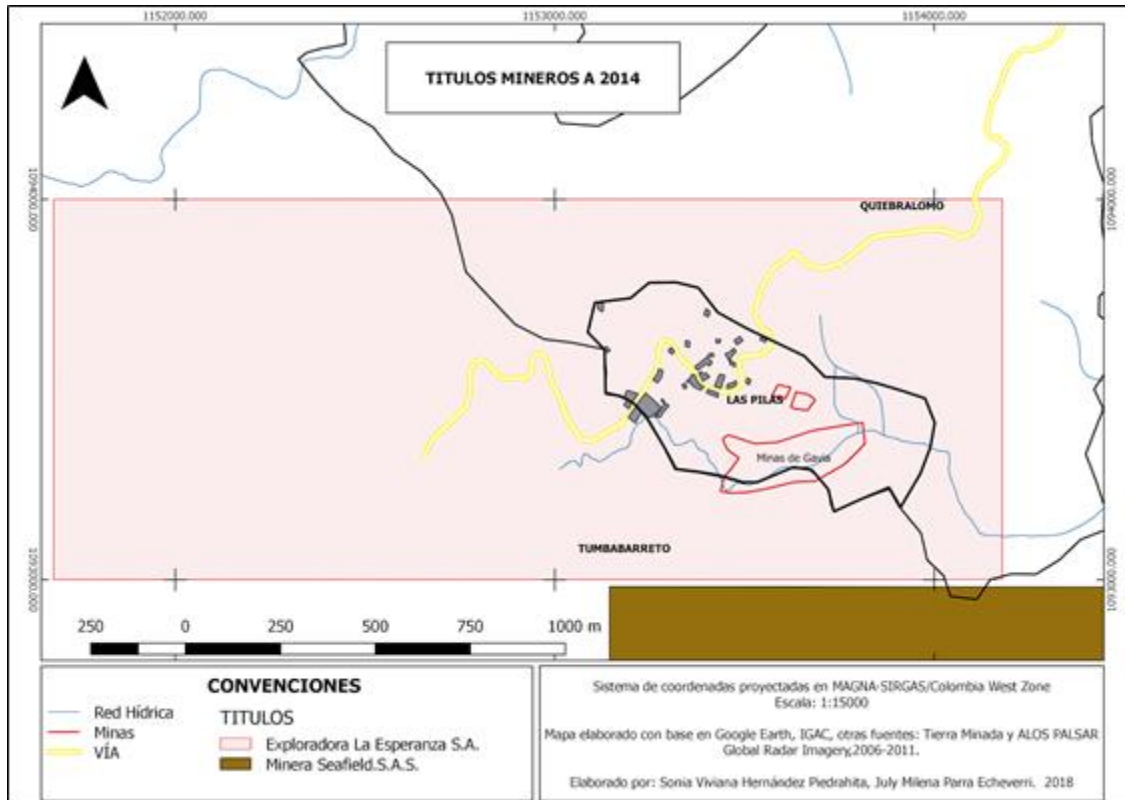 1152000.000 1153000.000 1154000.000
TITULOS MINEROS A 2014
1094000.000 1094000.000
QUIEBRALOMO
LAS PILAS
Minas de Gavia
TUMBABARRETO
1093000.000 1093000.000
250 0 250 500 750 1000 m
CONVENCIONES
Red Hídrica
Minas
VÍA
TITULOS
Exploradora La Esperanza S.A.
Minera Seafield.S.A.S.
Sistema de coordenadas proyectadas en MAGNA-SIRGAS/Colombia West Zone
Escala: 1:15000
Mapa elaborado con base en Google Earth, IGAC, otras fuentes: Tierra Minada y ALOS PALSAR
Global Radar Imagery,2006-2011.
Elaborado por: Sonia Viviana Hernández Piedrahita, July Milena Parra Echeverri. 2018